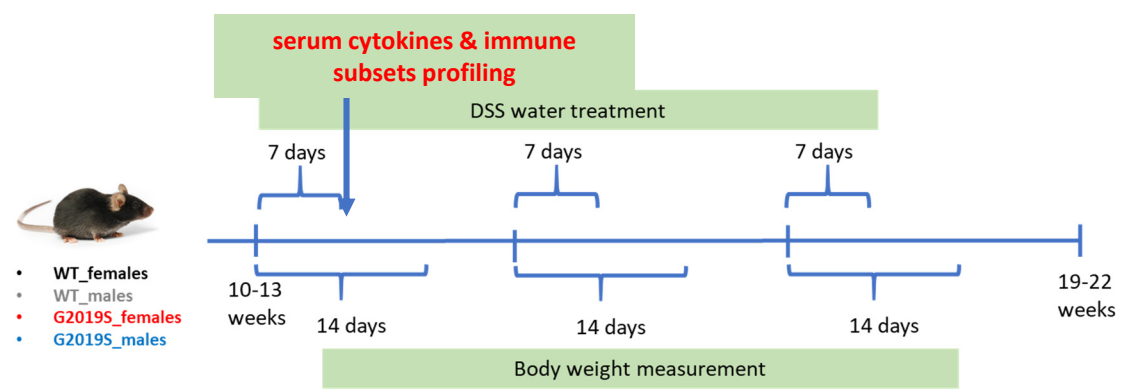 serum cytokines & immune
subsets profiling
DSS water treatment
7 days
7 days
7 days
• WT_females
• WT_males
• G2019S_females
• G2019S_males
10-13
weeks
14 days
14 days
14 days
19-22
weeks
Body weight measurement